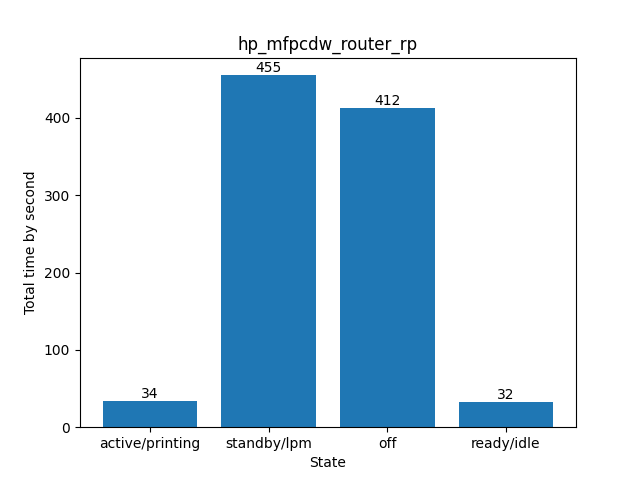 hp_mfpcdw_router_rp
455
412
34
32
400
300
200
100
0
Total time by second
active/printing
standby/lpm
off
ready/idle
State